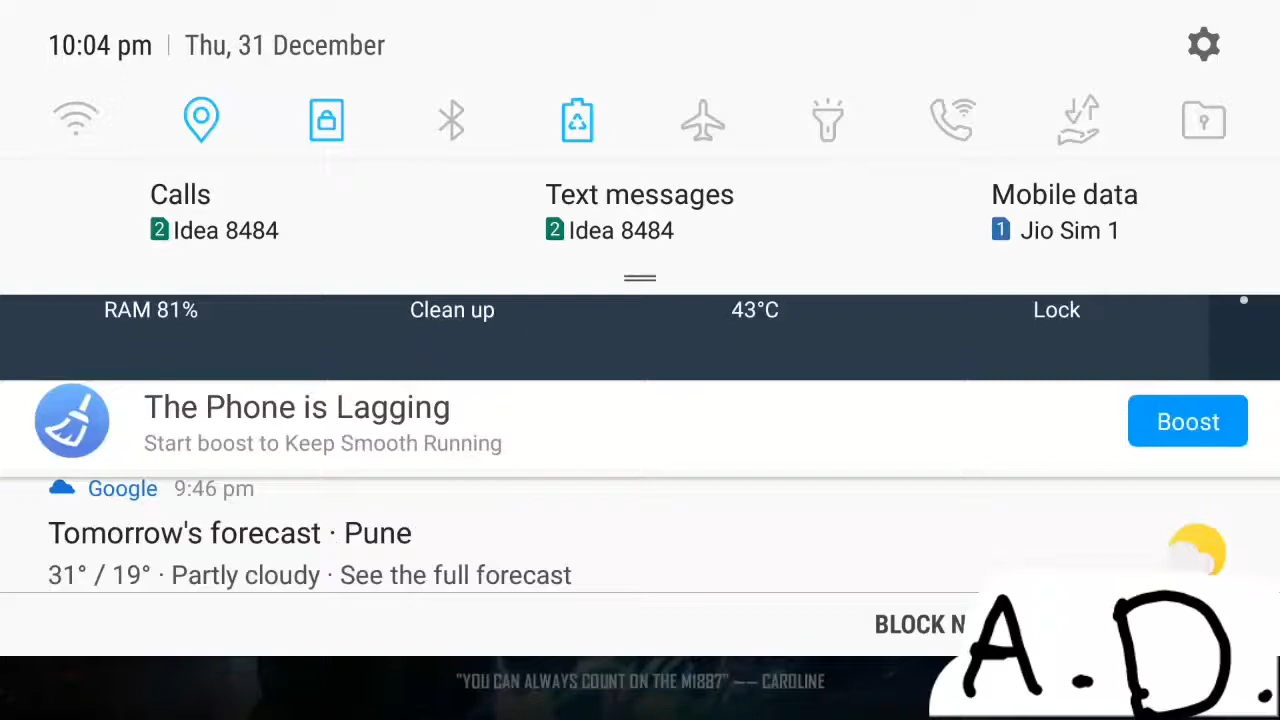 10:04 pm | Thu, 31 December
Calls Text messages Mobile data
2 Idea 8484 2 Idea 8484 1 Jio Sim 1
RAM 81% Clean up 43°C Lock
The Phone is Lagging
Start boost to Keep Smooth Running
Boost
Google 9:46 pm
Tomorrow's forecast · Pune
31° / 19° · Partly cloudy · See the full forecast
BLOCK N
A.D.
"YOU CAN ALWAYS COUNT ON THE M1887" —— CAROLINE